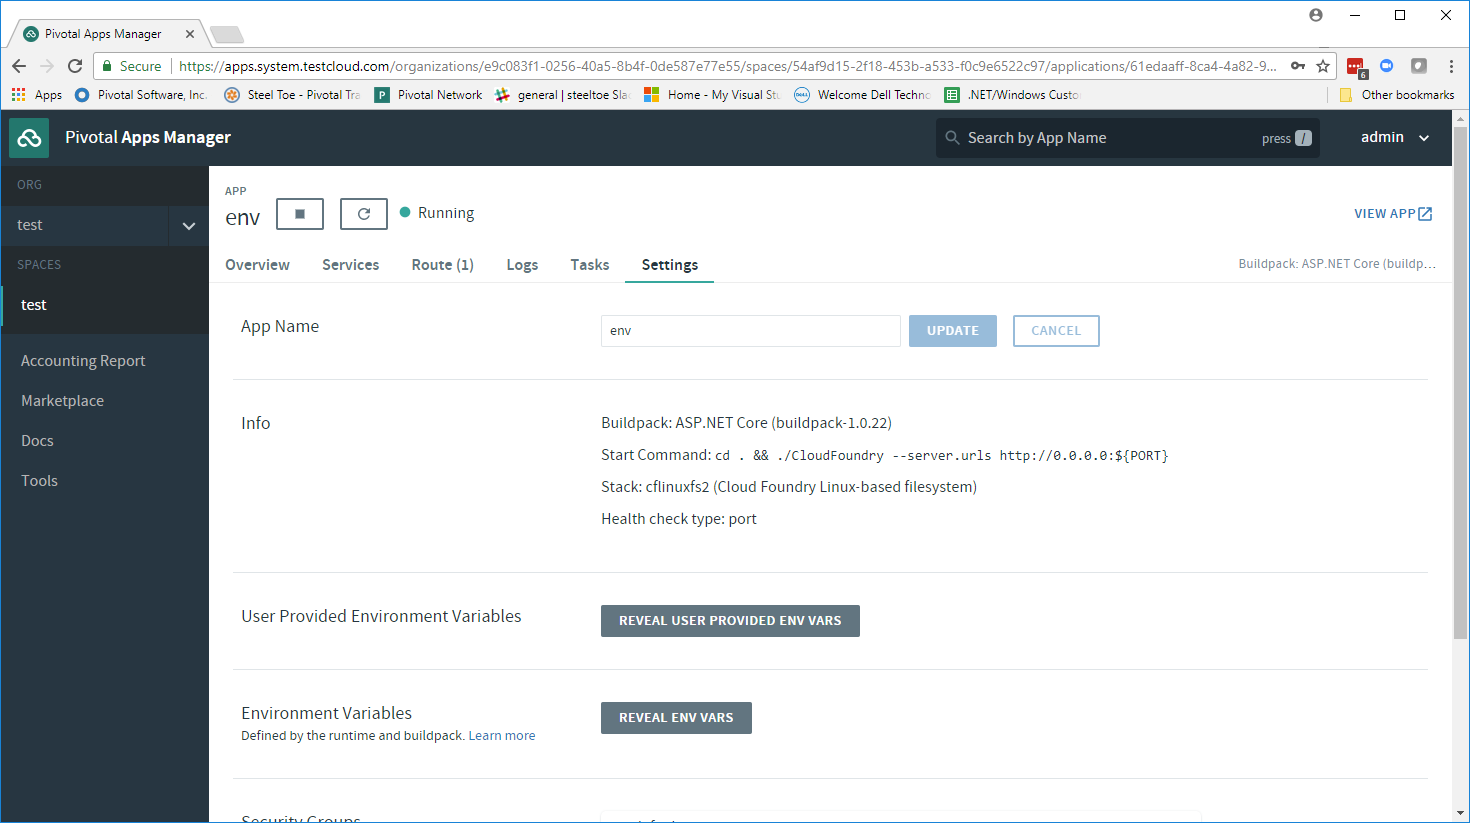 Pivotal Apps Manager
Secure
https://apps.system.testcloud.com/organizations/e9c083f1-0256-40a5-8b4f-0de587e77e55/spaces/54af9d15-2f18-453b-a533-f0c9e6522c97/applications/61edaaff-8ca4-4a82-9...
6
Apps
Pivotal Software, Inc.
Steel Toe - Pivotal Tra
P
Pivotal Network
general | steeltoe Sla
Home - My Visual Stu
DELL
Welcome Dell Techno
.NET/Windows Custo
Other bookmarks
Pivotal Apps Manager
Search by App Name
press /
admin
ORG
test
SPACES
test
Accounting Report
Marketplace
Docs
Tools
APP
env
Running
VIEW APP
Overview
Services
Route (1)
Logs
Tasks
Settings
Buildpack: ASP.NET Core (buildp...
App Name
env
UPDATE
CANCEL
Info
Buildpack: ASP.NET Core (buildpack-1.0.22)
Start Command: cd . && ./CloudFoundry --server.urls http://0.0.0.0:${PORT}
Stack: cflinuxfs2 (Cloud Foundry Linux-based filesystem)
Health check type: port
User Provided Environment Variables
REVEAL USER PROVIDED ENV VARS
Environment Variables
Defined by the runtime and buildpack. Learn more
REVEAL ENV VARS
Security Groups